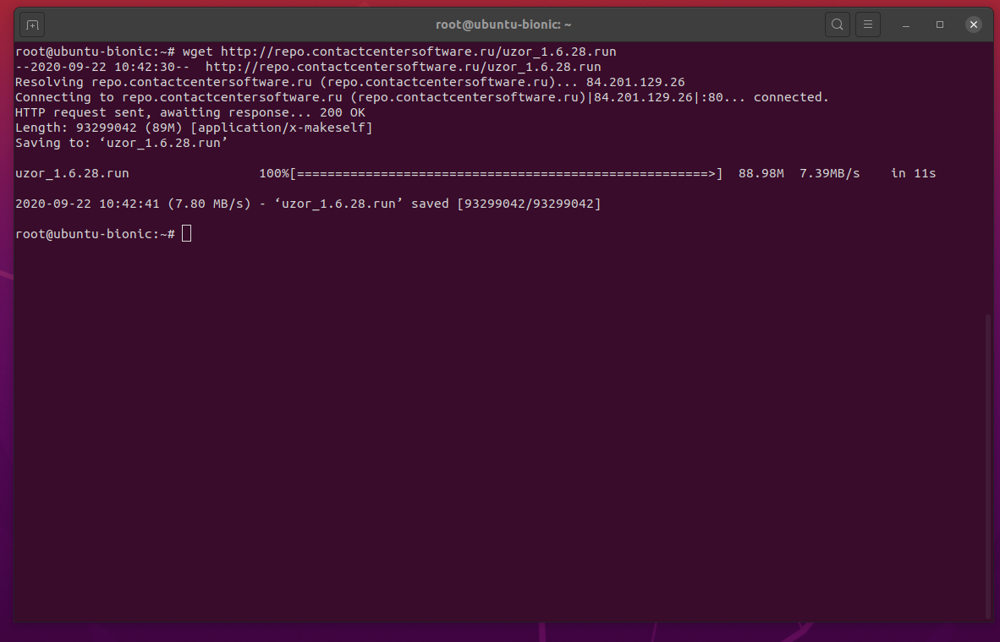 root@ubuntu-bionic: ~
root@ubuntu-bionic:~# wget http://repo.contactcentersoftware.ru/uzor_1.6.28.run
--2020-09-22 10:42:30--  http://repo.contactcentersoftware.ru/uzor_1.6.28.run
Resolving repo.contactcentersoftware.ru (repo.contactcentersoftware.ru)... 84.201.129.26
Connecting to repo.contactcentersoftware.ru (repo.contactcentersoftware.ru)|84.201.129.26|:80... connected.
HTTP request sent, awaiting response... 200 OK
Length: 93299042 (89M) [application/x-makeself]
Saving to: ‘uzor_1.6.28.run’
uzor_1.6.28.run                 100%[======================================================>]  88.98M  7.39MB/s    in 11s
2020-09-22 10:42:41 (7.80 MB/s) - ‘uzor_1.6.28.run’ saved [93299042/93299042]
root@ubuntu-bionic:~#